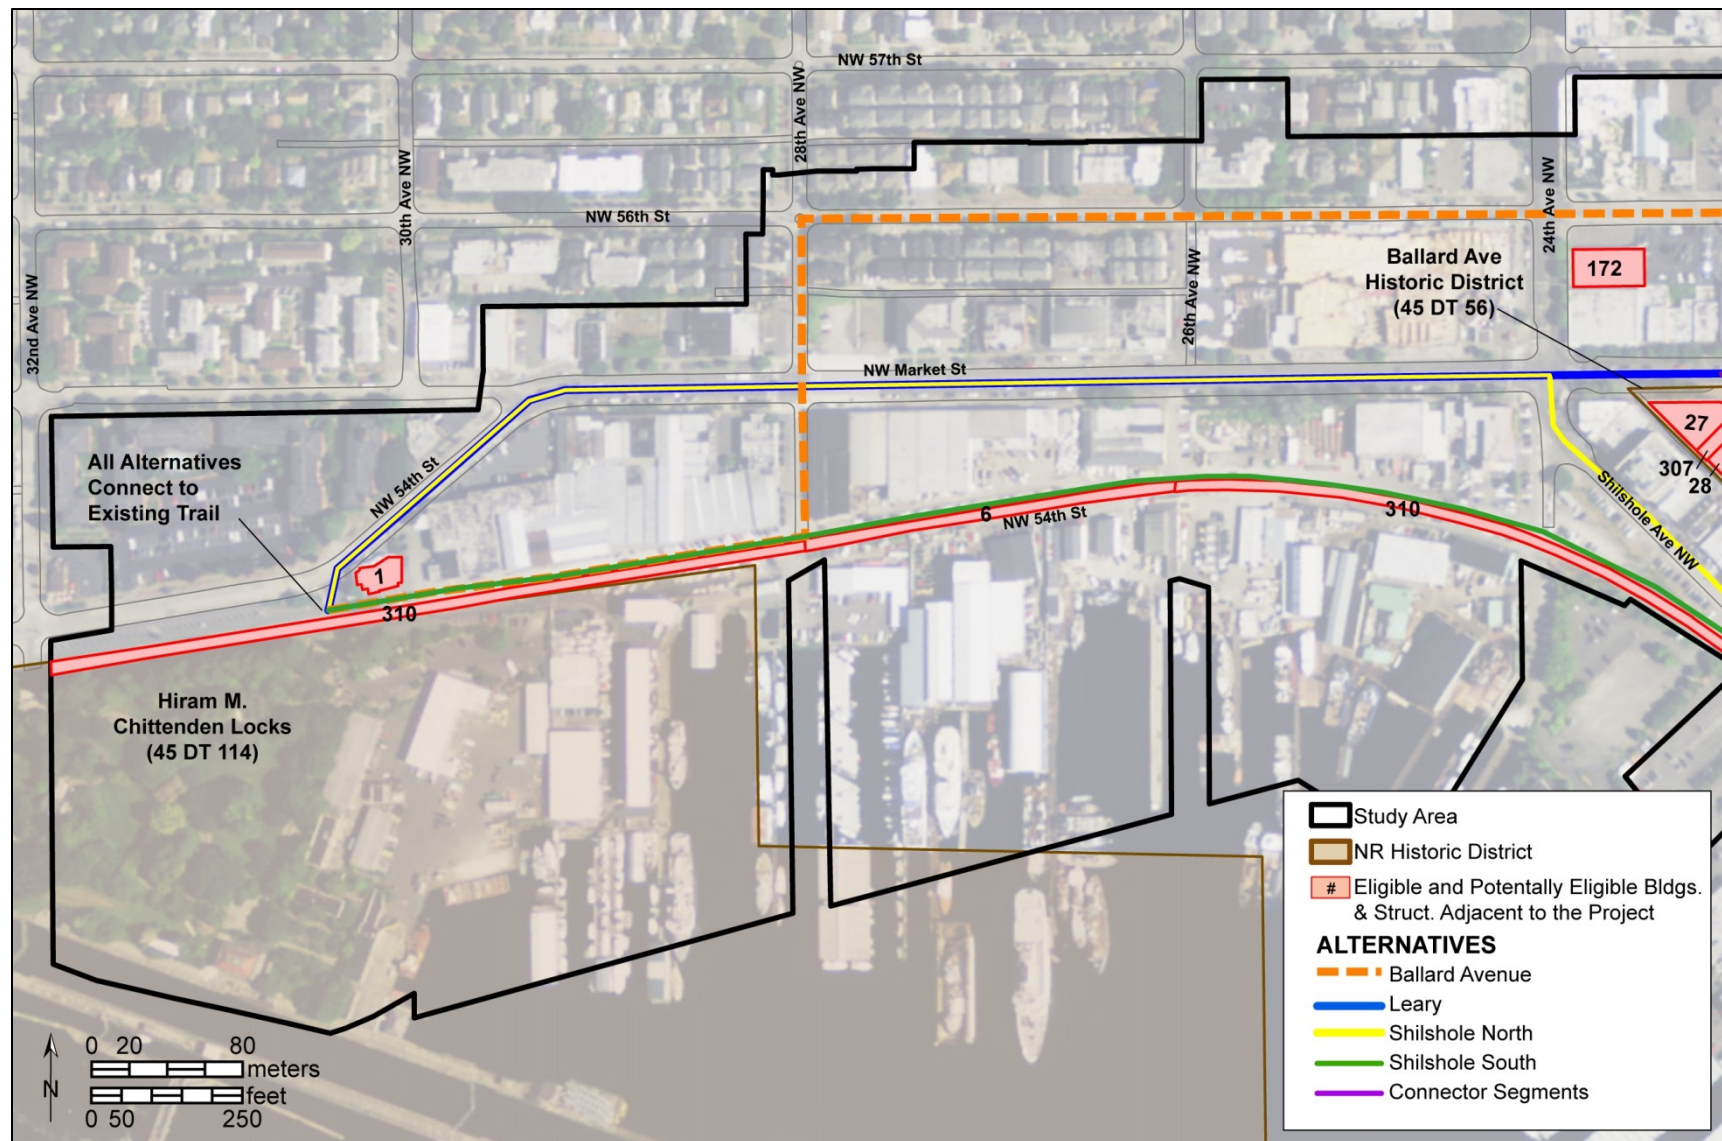 NW 57th St
28th Ave NW
30th Ave NW
NW 56th St
24th Ave NW
32nd Ave NW
26th Ave NW
Ballard Ave
Historic District
(45 DT 56)
172
NW Market St
27
307
28
All Alternatives
Connect to
Existing Trail
NW 54th St
Shilshole Ave NW
6
NW 54th St
310
1
310
Hiram M.
Chittenden Locks
(45 DT 114)
Study Area
NR Historic District
# Eligible and Potentially Eligible Bldgs.
& Struct. Adjacent to the Project
ALTERNATIVES
Ballard Avenue
Leary
Shilshole North
Shilshole South
Connector Segments
N
0 20 80
meters
feet
0 50 250